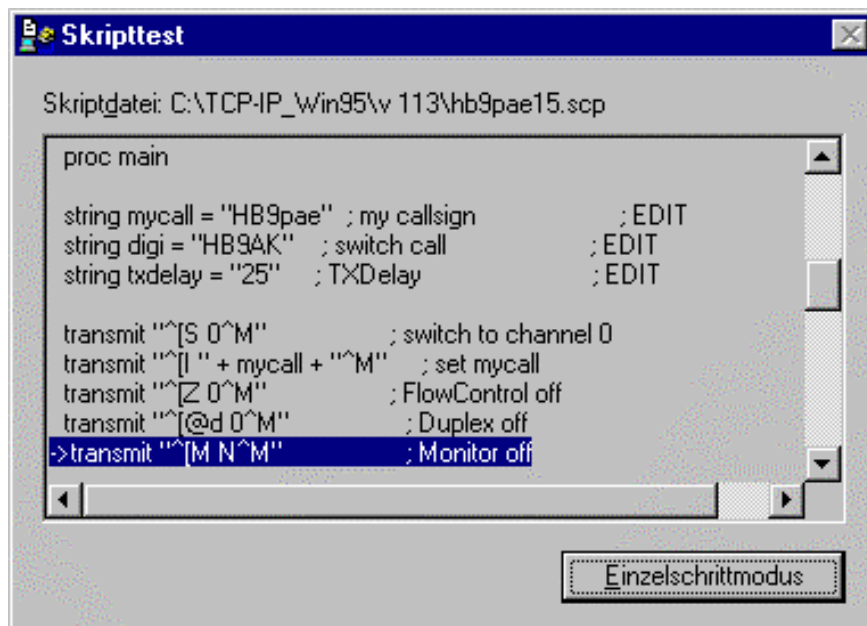 Skripttest
Skriptdatei: C:\TCP-IP_Win95\v 113\hb9pae15.scp
proc main
string mycall = "HB9pae" ; my callsign ; EDIT
string digi = "HB9AK" ; switch call ; EDIT
string txdelay = "25" ; TXDelay ; EDIT
transmit "^[S 0^M" ; switch to channel 0
transmit "^[I " + mycall + "^M" ; set mycall
transmit "^[Z 0^M" ; FlowControl off
transmit "^[@d 0^M" ; Duplex off
->transmit "^[M N^M" ; Monitor off
Einzelschrittmodus